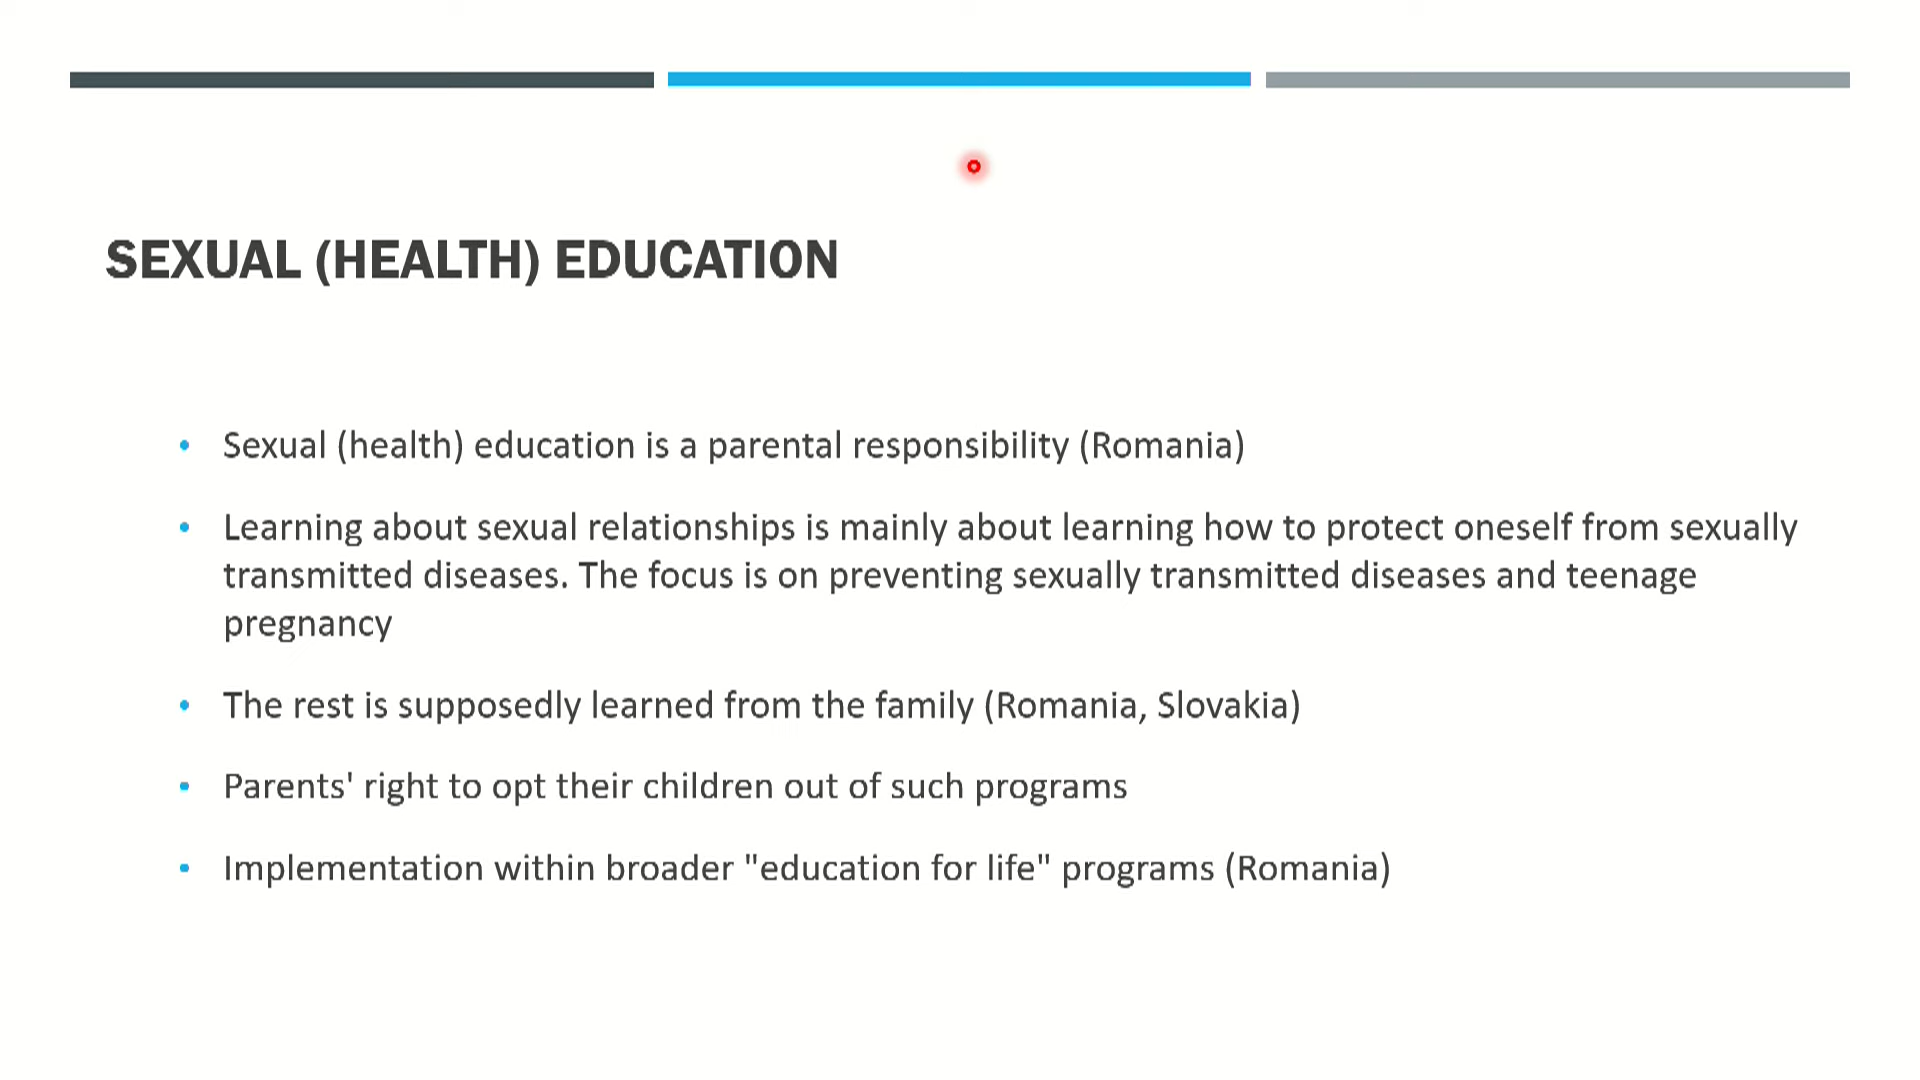 SEXUAL (HEALTH) EDUCATION
• Sexual (health) education is a parental responsibility (Romania)
• Learning about sexual relationships is mainly about learning how to protect oneself from sexually
transmitted diseases. The focus is on preventing sexually transmitted diseases and teenage
pregnancy
• The rest is supposedly learned from the family (Romania, Slovakia)
• Parents' right to opt their children out of such programs
• Implementation within broader "education for life" programs (Romania)